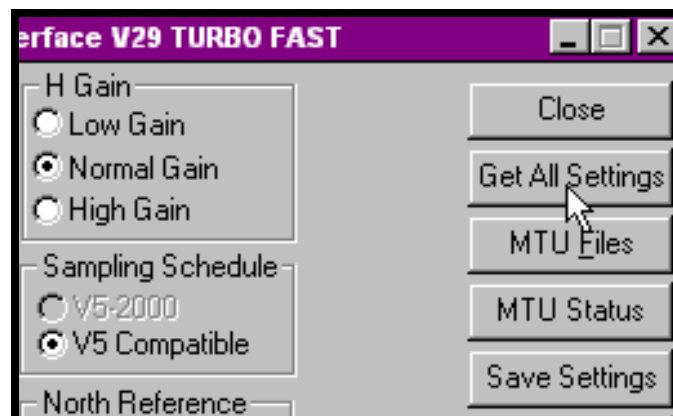 erface V29 TURBO FAST
H Gain
Low Gain
Normal Gain
High Gain
Sampling Schedule
V5-2000
V5 Compatible
North Reference
Close
Get All Settings
MTU Files
MTU Status
Save Settings